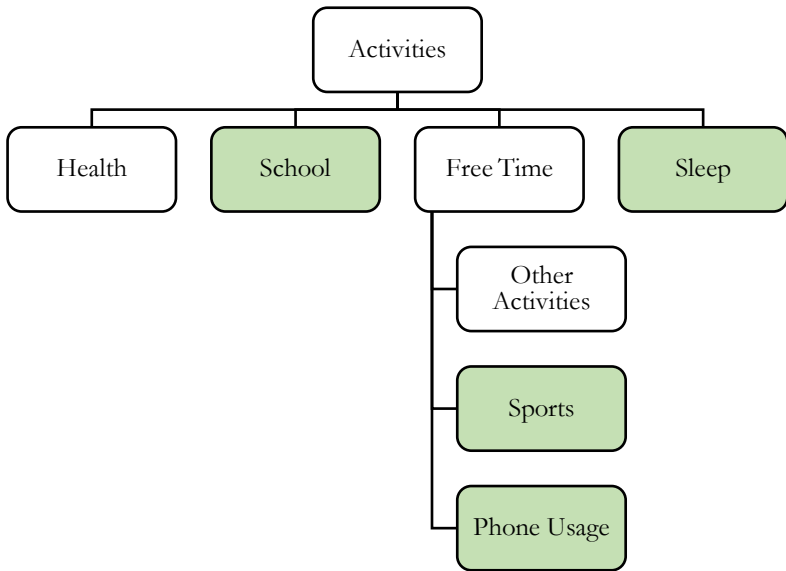 Activities
Health
School
Free Time
Sleep
Other
Activities
Sports
Phone Usage